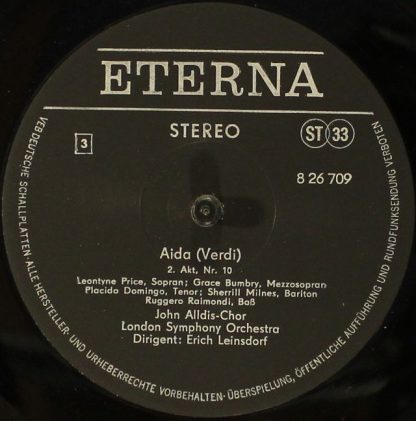 ETERNA
STEREO
ST 33
3
8 26 709
Aida (Verdi)
2. Akt, Nr. 10
Leontyne Price, Sopran; Grace Bumbry, Mezzosopran
Placido Domingo, Tenor; Sherrill Milnes, Bariton
Ruggero Raimondi, Baß
John Alldis-Chor
London Symphony Orchestra
Dirigent: Erich Leinsdorf
VEB DEUTSCHE SCHALLPLATTEN · ALLE HERSTELLER- UND URHEBERRECHTE VORBEHALTEN · ÜBERSPIELUNG, ÖFFENTLICHE AUFFÜHRUNG UND RUNDFUNKSENDUNG VERBOTEN